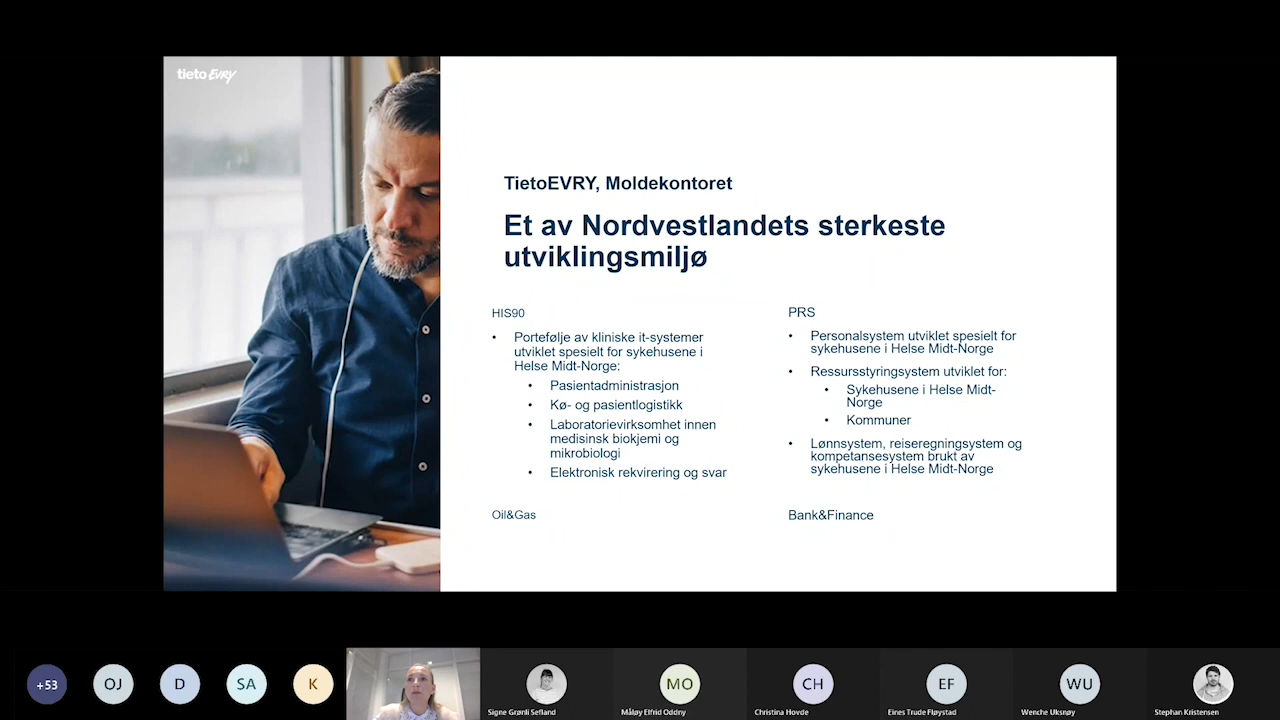 tieto Evry
TietoEVRY, Moldekontoret
Et av Nordvestlandets sterkeste
utviklingsmiljø
HIS90
• Portefølje av kliniske it-systemer
utviklet spesielt for sykehusene i
Helse Midt-Norge:
• Pasientadministrasjon
• Kø- og pasientlogistikk
• Laboratorievirksomhet innen
medisinsk biokjemi og
mikrobiologi
• Elektronisk rekvirering og svar
Oil&Gas
PRS
• Personalsystem utviklet spesielt for
sykehusene i Helse Midt-Norge
• Ressursstyringsystem utviklet for:
• Sykehusene i Helse Midt-
Norge
• Kommuner
• Lønnsystem, reiseregningsystem og
kompetansesystem brukt av
sykehusene i Helse Midt-Norge
Bank&Finance
+53
OJ
D
SA
K
Signe Grønli Sefland
MO
Måløy Elfrid Oddny
CH
Christina Hovde
EF
Eines Trude Fløystad
WU
Wenche Uksnøy
Stephan Kristensen